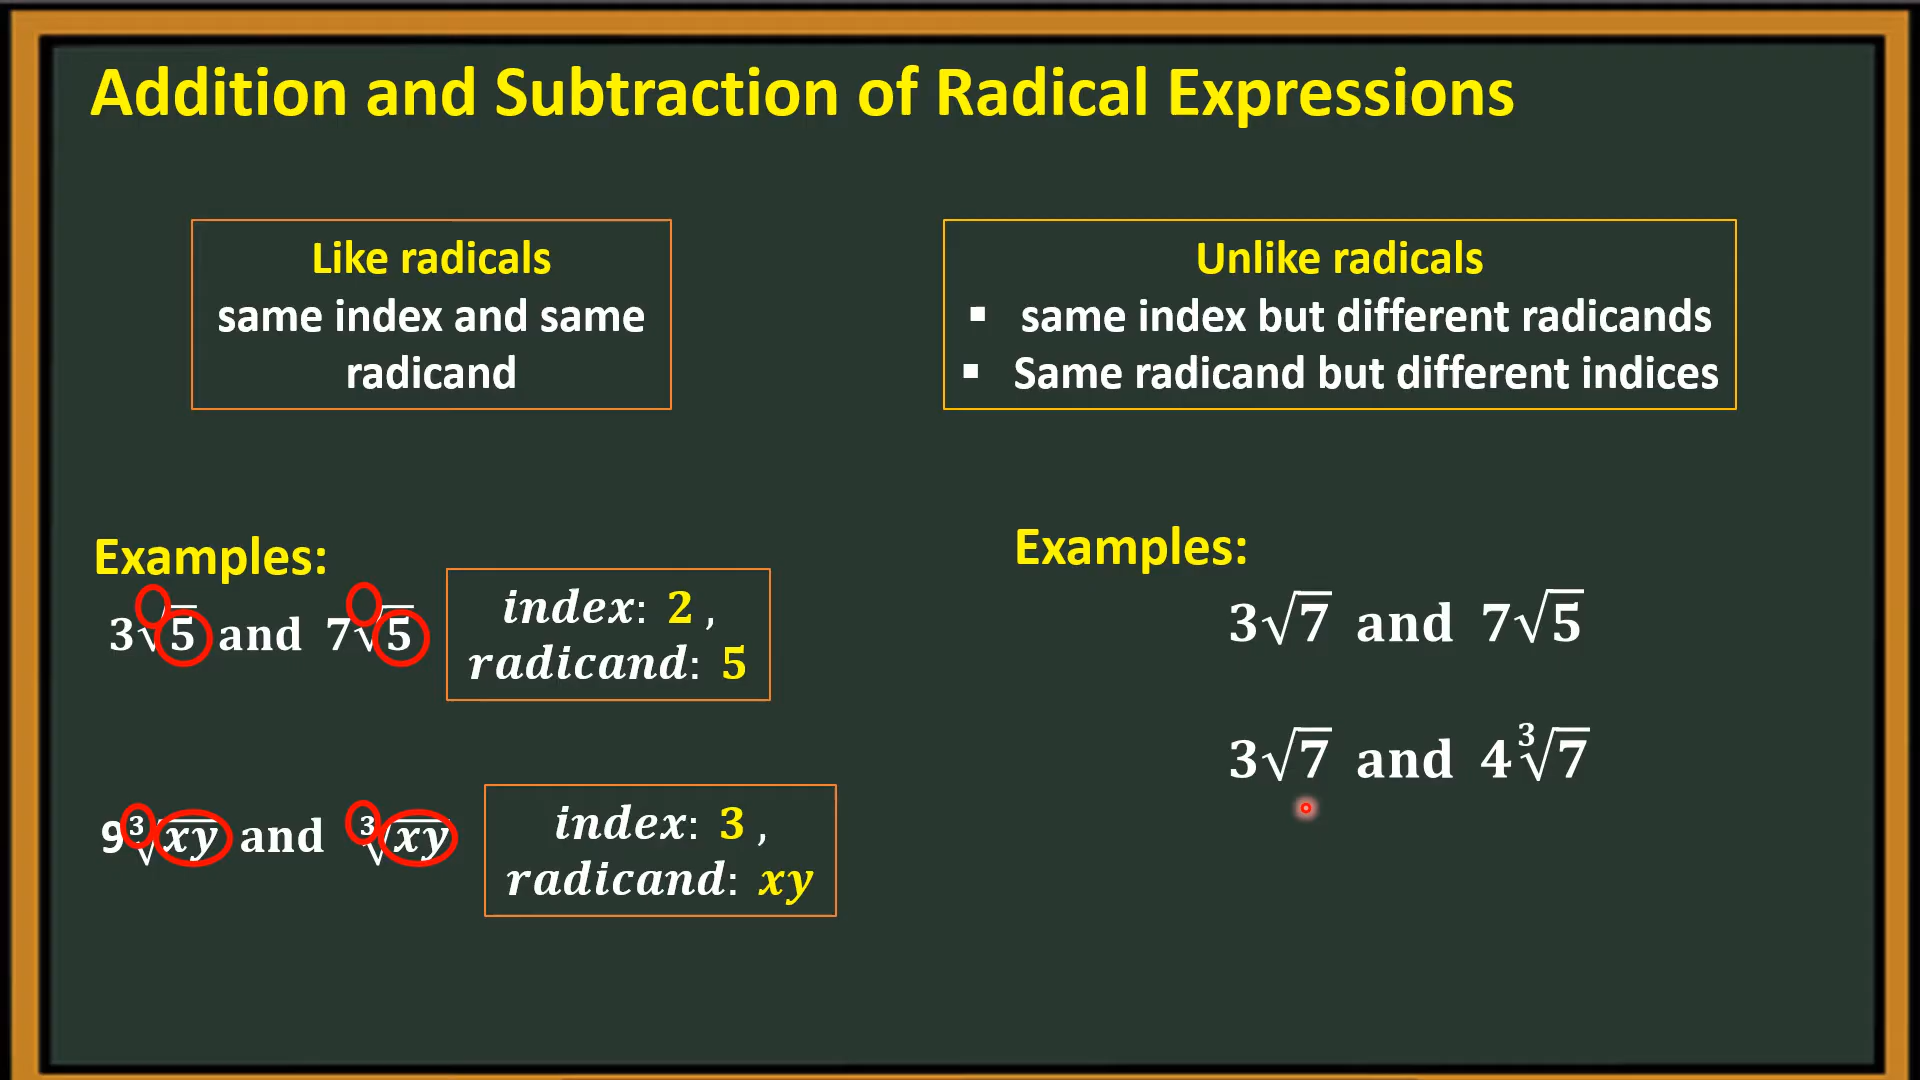 Addition and Subtraction of Radical Expressions
Like radicals
same index and same
radicand
Unlike radicals
▪ same index but different radicands
▪ Same radicand but different indices
Examples:
3√5 and 7√5
index: 2 ,
radicand: 5
9∛xy and ∛xy
index: 3 ,
radicand: xy
Examples:
3√7 and 7√5
3√7 and 4∛7